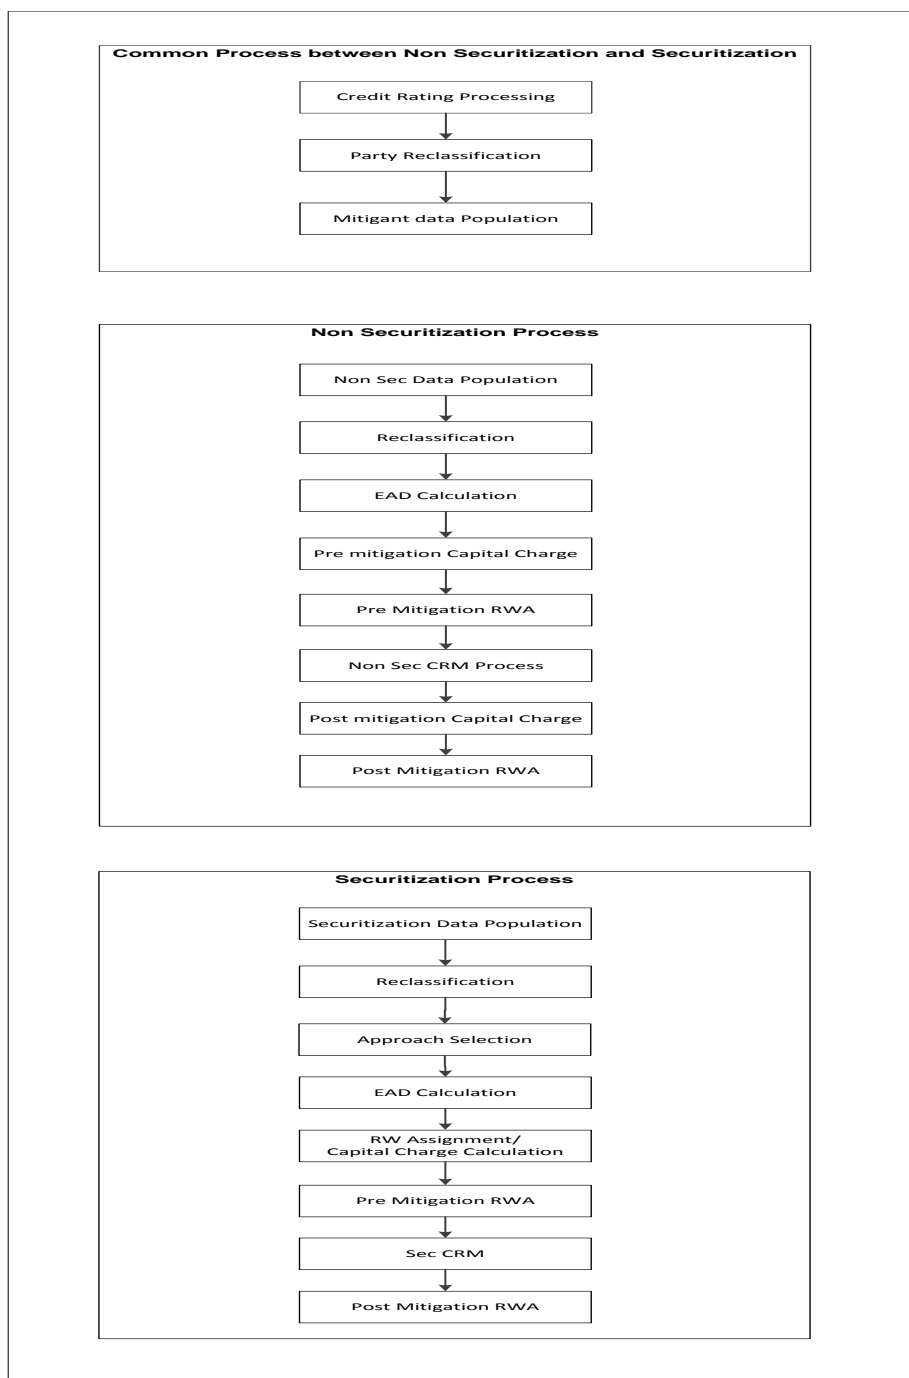 Common Process between Non Securitization and Securitization
Credit Rating Processing
Party Reclassification
Mitigant data Population
Non Securitization Process
Non Sec Data Population
Reclassification
EAD Calculation
Pre mitigation Capital Charge
Pre Mitigation RWA
Non Sec CRM Process
Post mitigation Capital Charge
Post Mitigation RWA
Securitization Process
Securitization Data Population
Reclassification
Approach Selection
EAD Calculation
RW Assignment/
Capital Charge Calculation
Pre Mitigation RWA
Sec CRM
Post Mitigation RWA